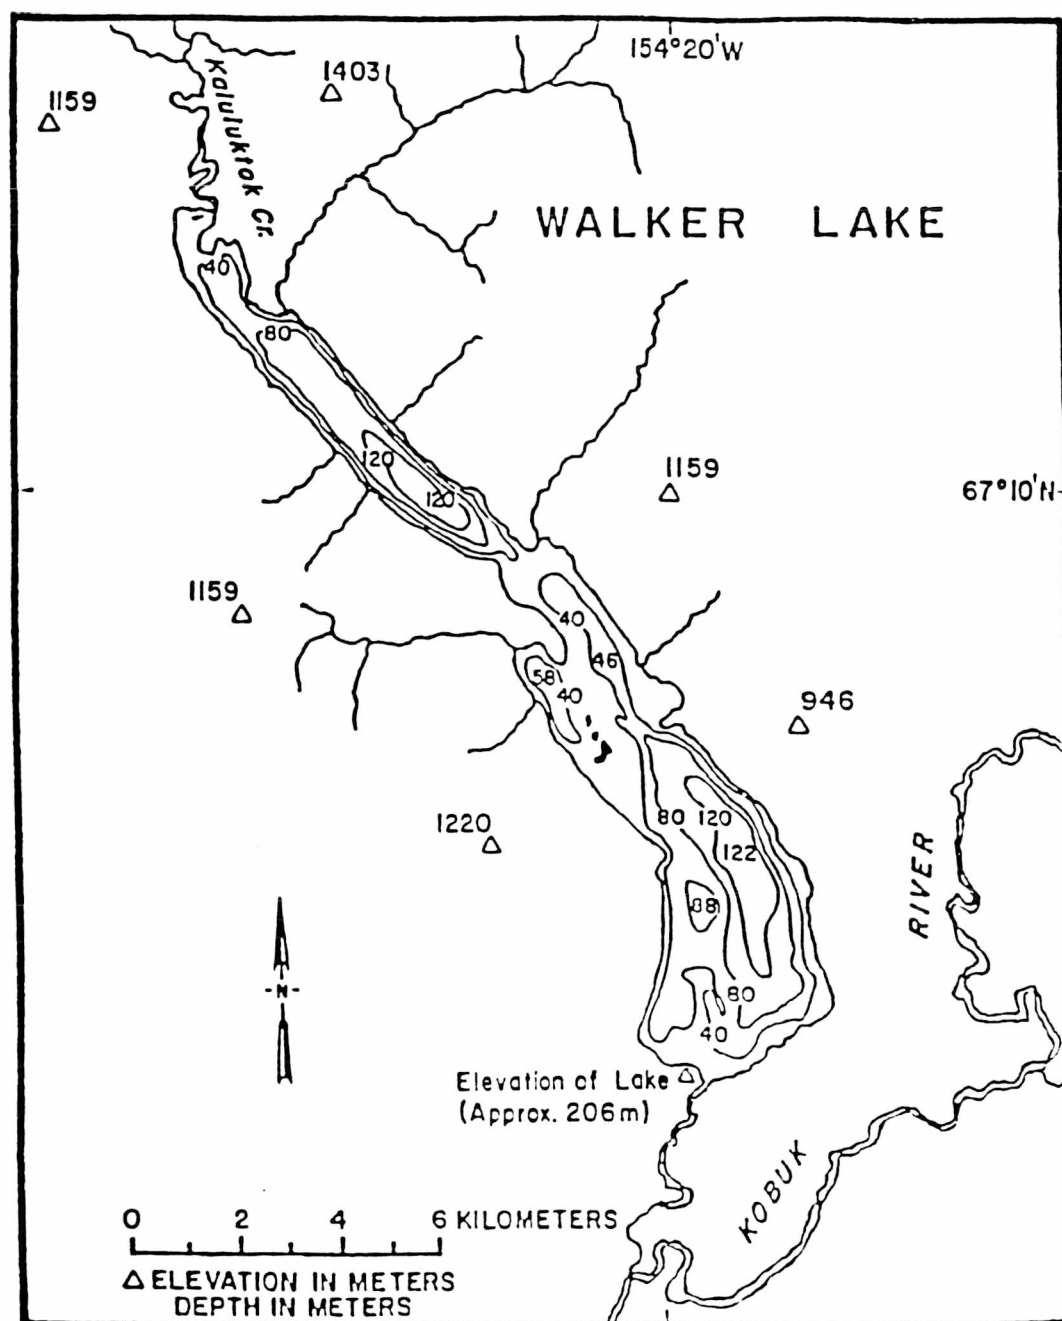 154°20'W
1403
1159
Kaluluktok Cr.
WALKER LAKE
40
80
120
120
1159
67°10'N
1159
40
46
58
40
946
1220
80
120
122
88
RIVER
-N-
80
40
Elevation of Lake
(Approx. 206m)
KOBUK
0 2 4 6 KILOMETERS
△ ELEVATION IN METERS
DEPTH IN METERS